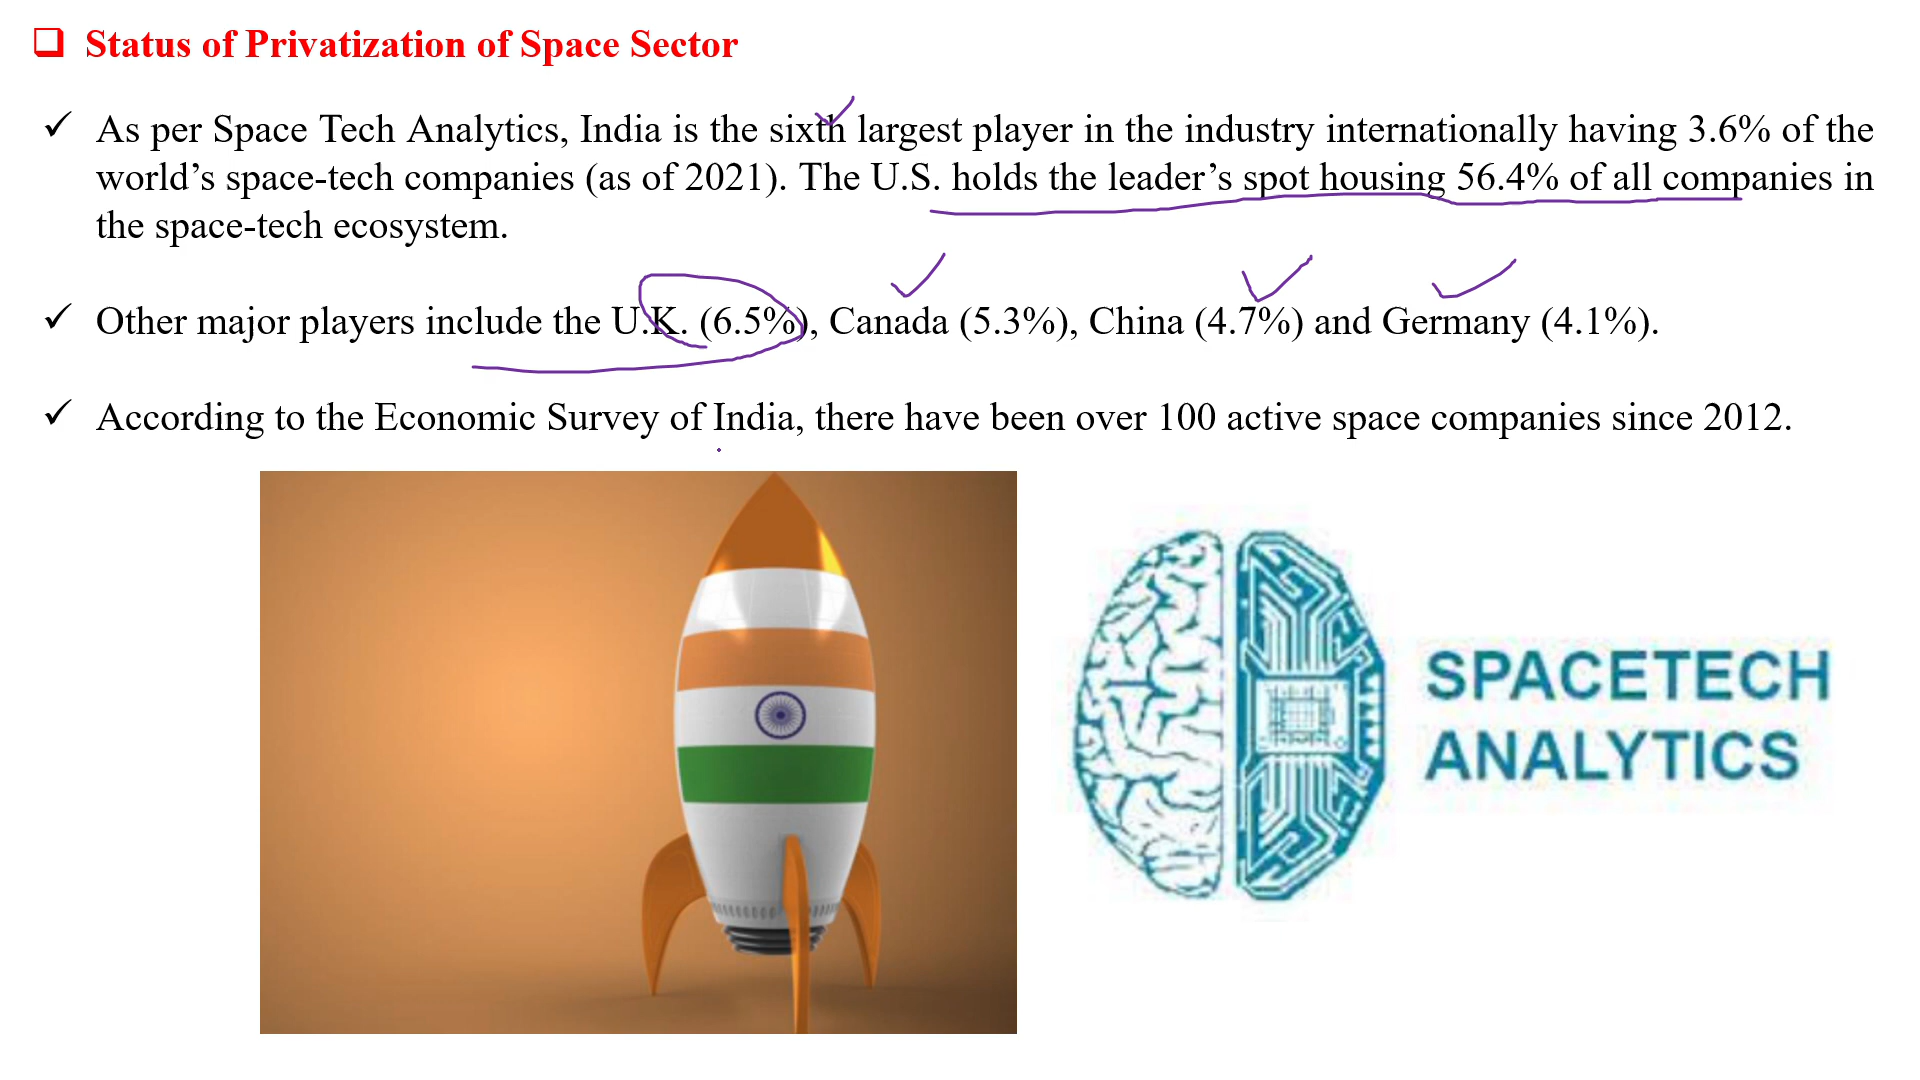 Status of Privatization of Space Sector
As per Space Tech Analytics, India is the sixth largest player in the industry internationally having 3.6% of the
world’s space-tech companies (as of 2021). The U.S. holds the leader’s spot housing 56.4% of all companies in
the space-tech ecosystem.
Other major players include the U.K. (6.5%), Canada (5.3%), China (4.7%) and Germany (4.1%).
According to the Economic Survey of India, there have been over 100 active space companies since 2012.
SPACETECH
ANALYTICS